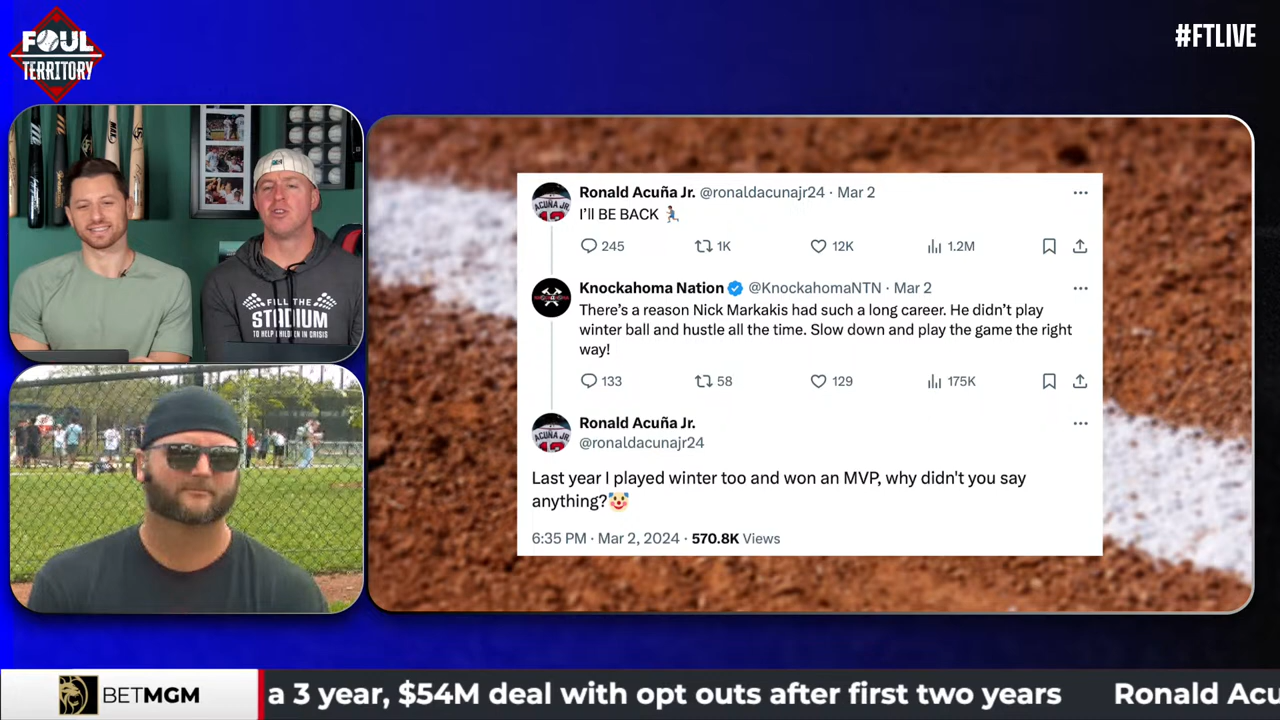 FOUL
TERRITORY
#FTLIVE
FILL THE
STADIUM
TO HELP CHILDREN IN CRISIS
Ronald Acuña Jr. @ronaldacunajr24 · Mar 2
I'll BE BACK 🏃🏽‍♂️
245 1K 12K 1.2M
Knockahoma Nation @KnockahomaNTN · Mar 2
There's a reason Nick Markakis had such a long career. He didn't play
winter ball and hustle all the time. Slow down and play the game the right
way!
133 58 129 175K
Ronald Acuña Jr.
@ronaldacunajr24
Last year I played winter too and won an MVP, why didn't you say
anything?🤡
6:35 PM · Mar 2, 2024 · 570.8K Views
BETMGM
a 3 year, $54M deal with opt outs after first two years Ronald Acu